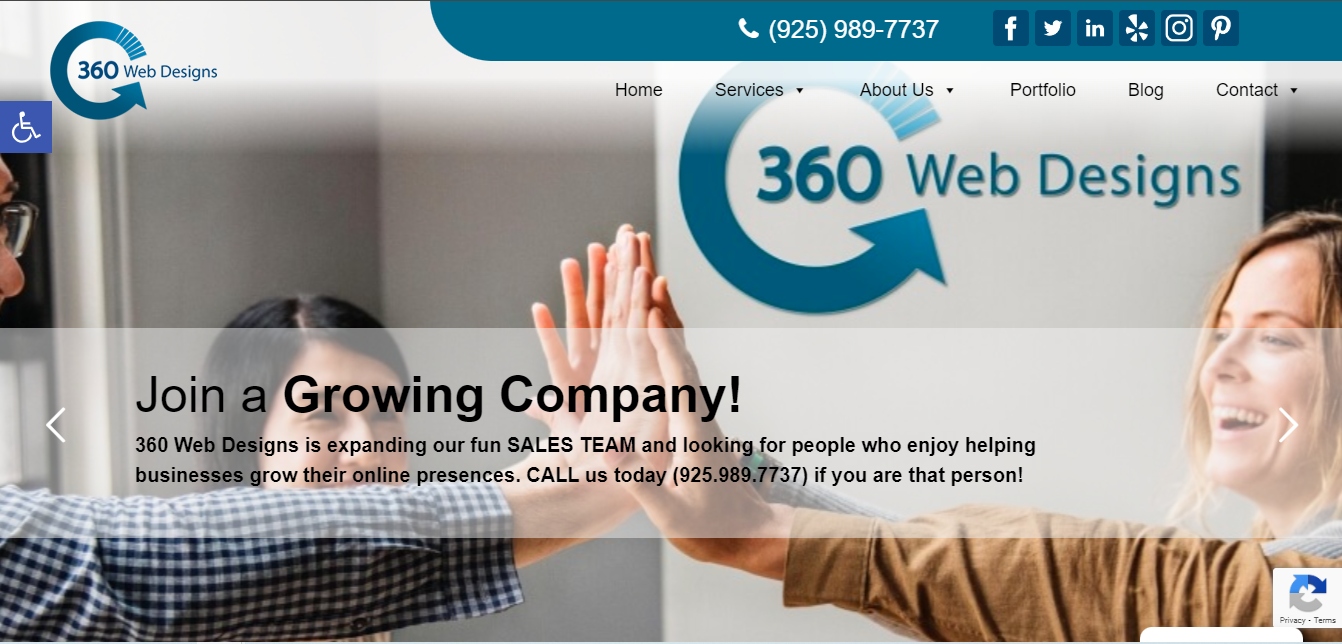 (925) 989-7737
360 Web Designs
Home Services About Us Portfolio Blog Contact
360 Web Designs
Join a Growing Company!
360 Web Designs is expanding our fun SALES TEAM and looking for people who enjoy helping
businesses grow their online presences. CALL us today (925.989.7737) if you are that person!
Privacy - Terms